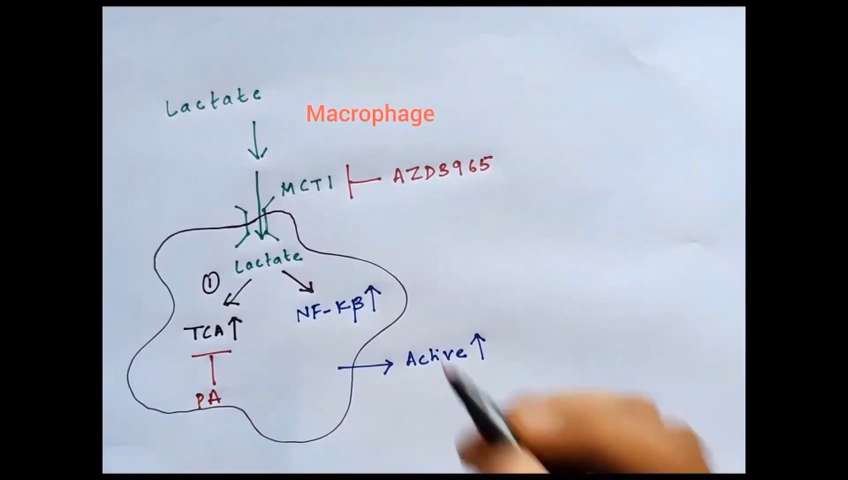 Lactate
Macrophage
MCT1
AZD3965
Lactate
①
NF-Kβ↑
TCA↑
Active↑
PA